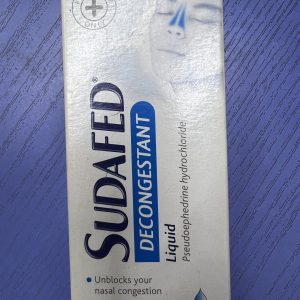 SUDAFED®
DECONGESTANT
Liquid
Pseudoephedrine hydrochloride
• Unblocks your
nasal congestion